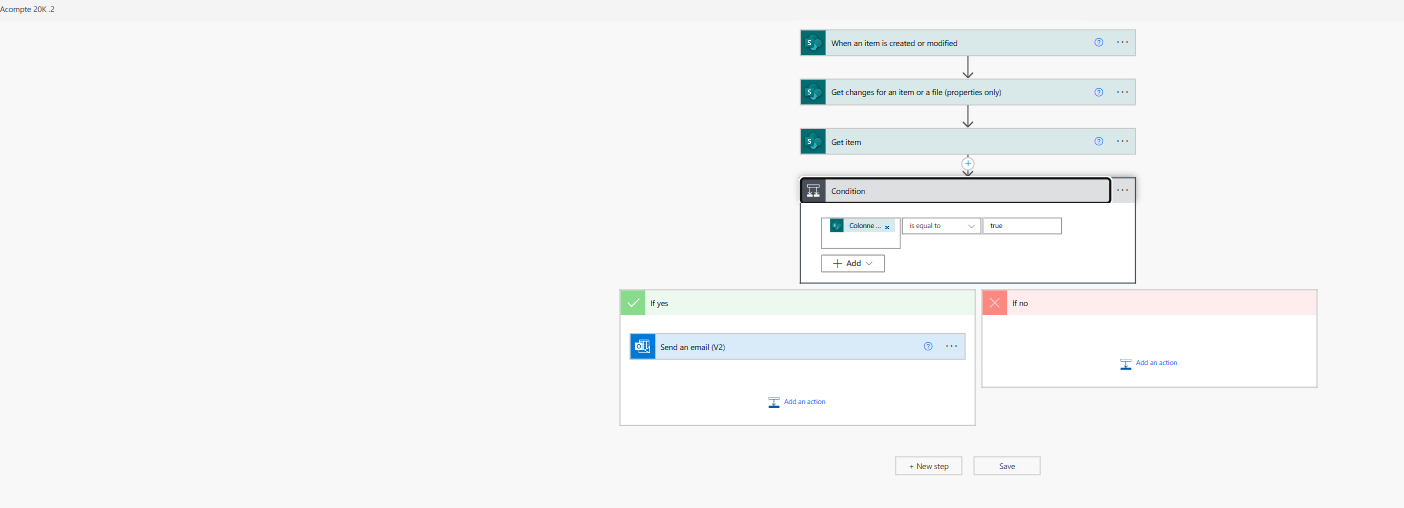 Acompte 20K .2
When an item is created or modified
Get changes for an item or a file (properties only)
Get item
Condition
Colonne ... is equal to true
Add
If yes
If no
Send an email (V2)
Add an action
Add an action
+ New step Save